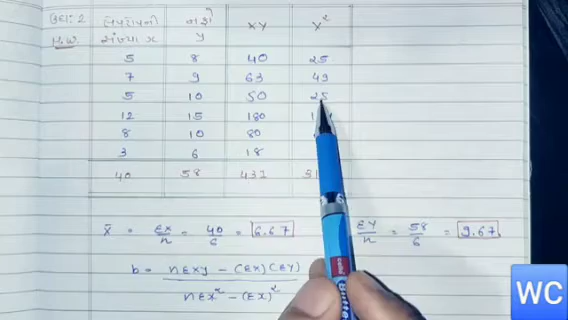 ઉદા: 2
H.W.
સંખ્યા x y XY X²
5 8 40 25
7 9 63 49
5 10 50 25
12 15 180
8 10 80
3 6 18
40 58 431
x̄ = Σx/n = 40/6 = 6.67 ΣY/n = 58/6 = 9.67
b = nΣxy - (Σx)(Σy) / nΣx² - (Σx)²
WC